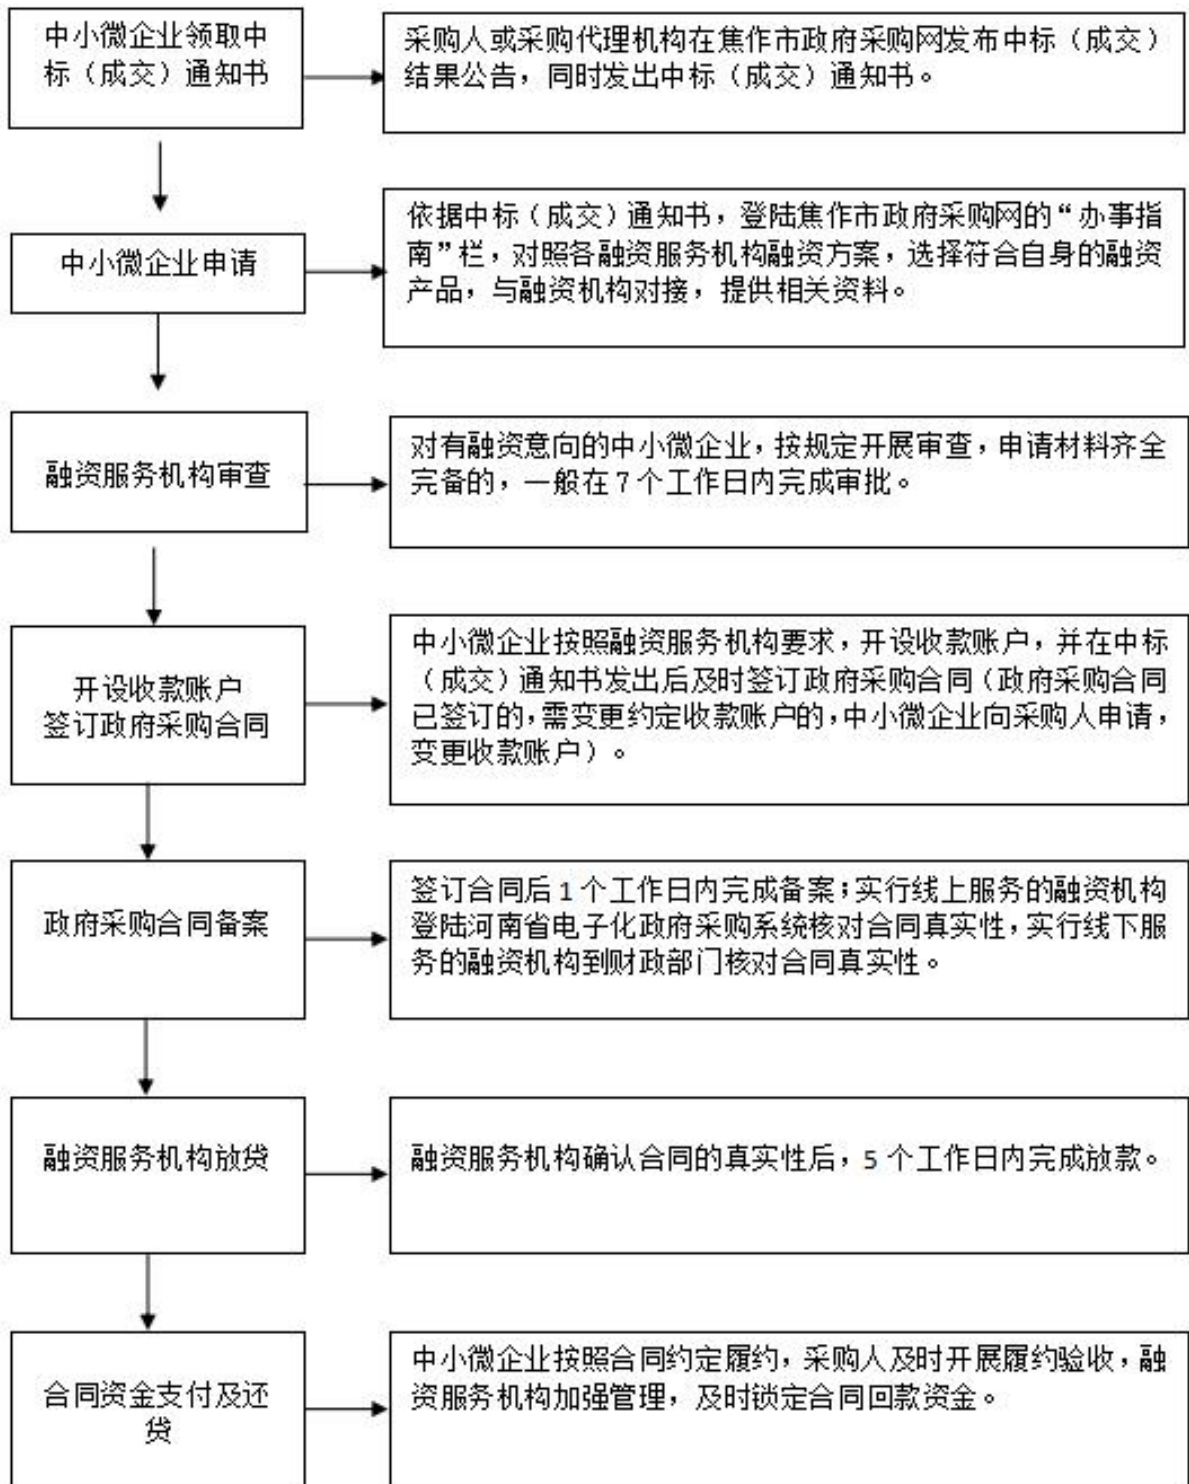 中小微企业领取中
标（成交）通知书
采购人或采购代理机构在焦作市政府采购网发布中标（成交）
结果公告，同时发出中标（成交）通知书。
中小微企业申请
依据中标（成交）通知书，登陆焦作市政府采购网的“办事指
南”栏，对照各融资服务机构融资方案，选择符合自身的融资
产品，与融资机构对接，提供相关资料。
融资服务机构审查
对有融资意向的中小微企业，按规定开展审查，申请材料齐全
完备的，一般在7个工作日内完成审批。
开设收款账户
签订政府采购合同
中小微企业按照融资服务机构要求，开设收款账户，并在中标
（成交）通知书发出后及时签订政府采购合同（政府采购合同
已签订的，需变更约定收款账户的，中小微企业向采购人申请，
变更收款账户）。
政府采购合同备案
签订合同后1个工作日内完成备案；实行线上服务的融资机构
登陆河南省电子化政府采购系统核对合同真实性，实行线下服
务的融资机构到财政部门核对合同真实性。
融资服务机构放贷
融资服务机构确认合同的真实性后，5个工作日内完成放款。
合同资金支付及还
贷
中小微企业按照合同约定履约，采购人及时开展履约验收，融
资服务机构加强管理，及时锁定合同回款资金。